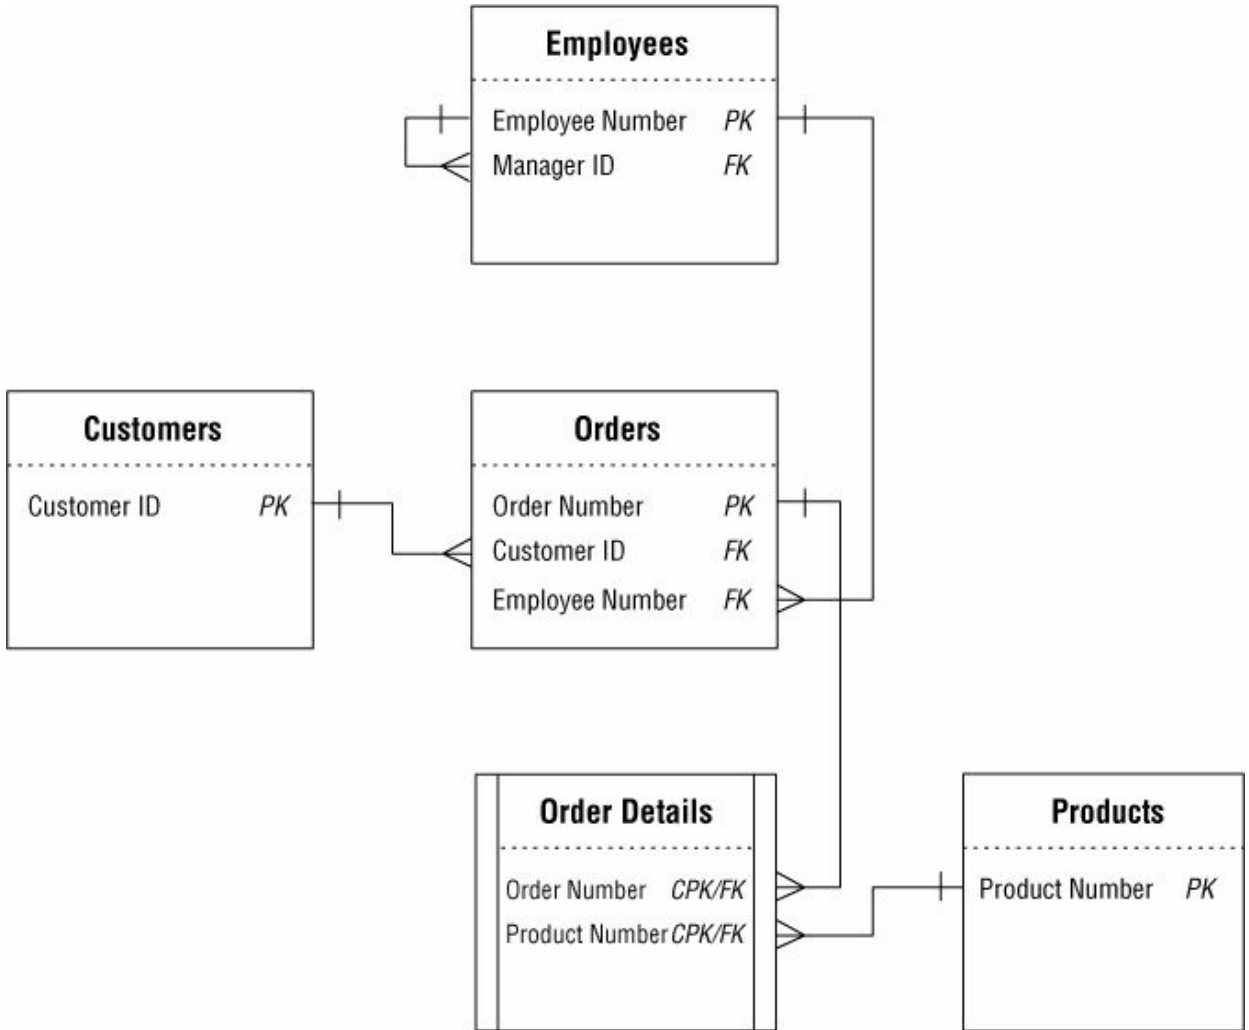 Employees
Employee Number PK
Manager ID FK
Customers
Customer ID PK
Orders
Order Number PK
Customer ID FK
Employee Number FK
Order Details
Order Number CPK/FK
Product Number CPK/FK
Products
Product Number PK